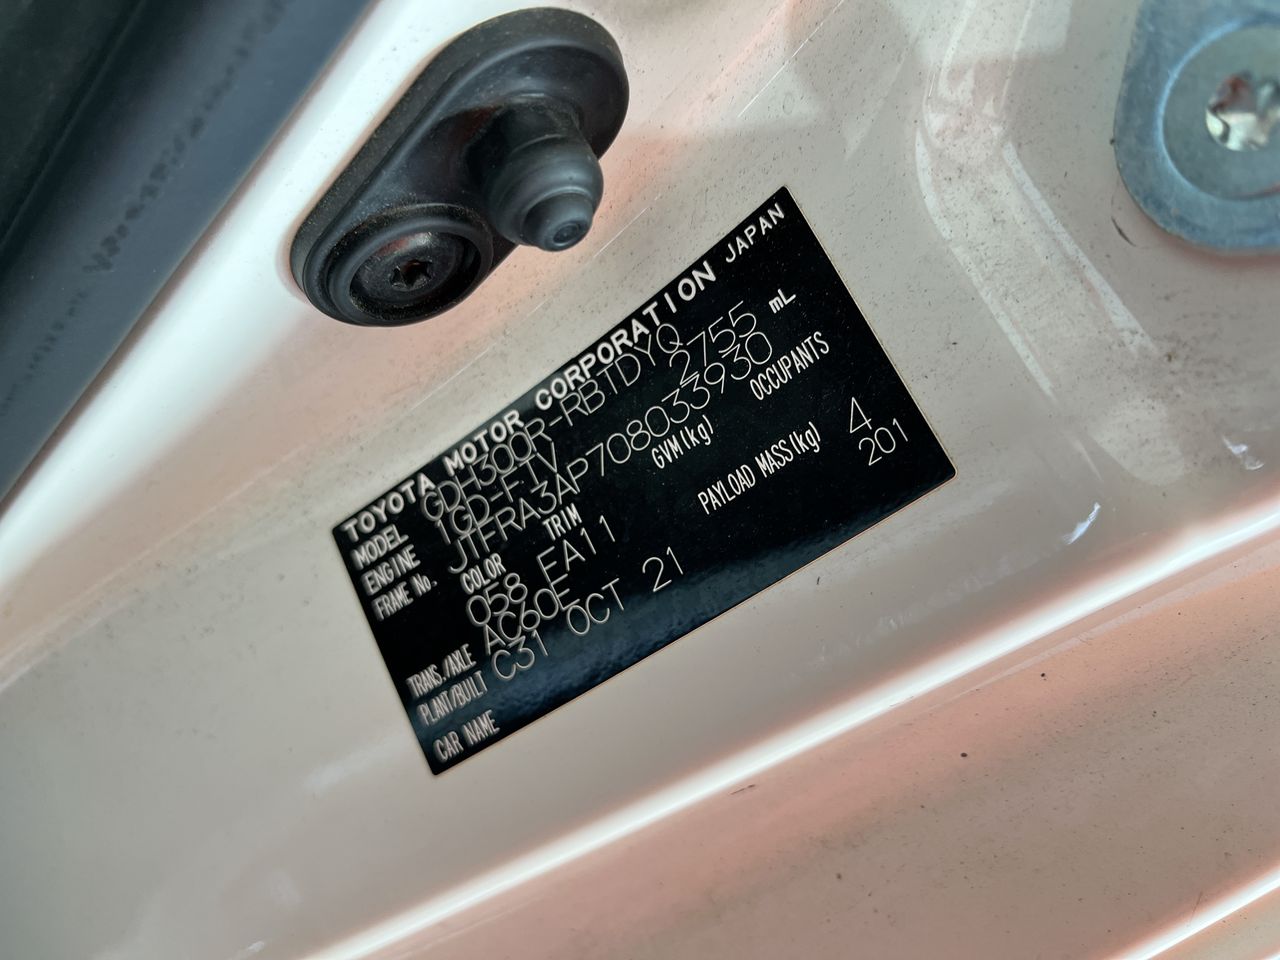 TOYOTA MOTOR CORPORATION JAPAN
MODEL GDH300R-RBTDYQ
ENGINE 1GD-FTV 2755 mL
FRAME No. JTFRA3AP708033930
COLOR TRIM GVM(kg) OCCUPANTS
058 FA11 4
TRANS./AXLE AC60E PAYLOAD MASS(kg) 201
PLANT/BUILT C31 OCT 21
CAR NAME